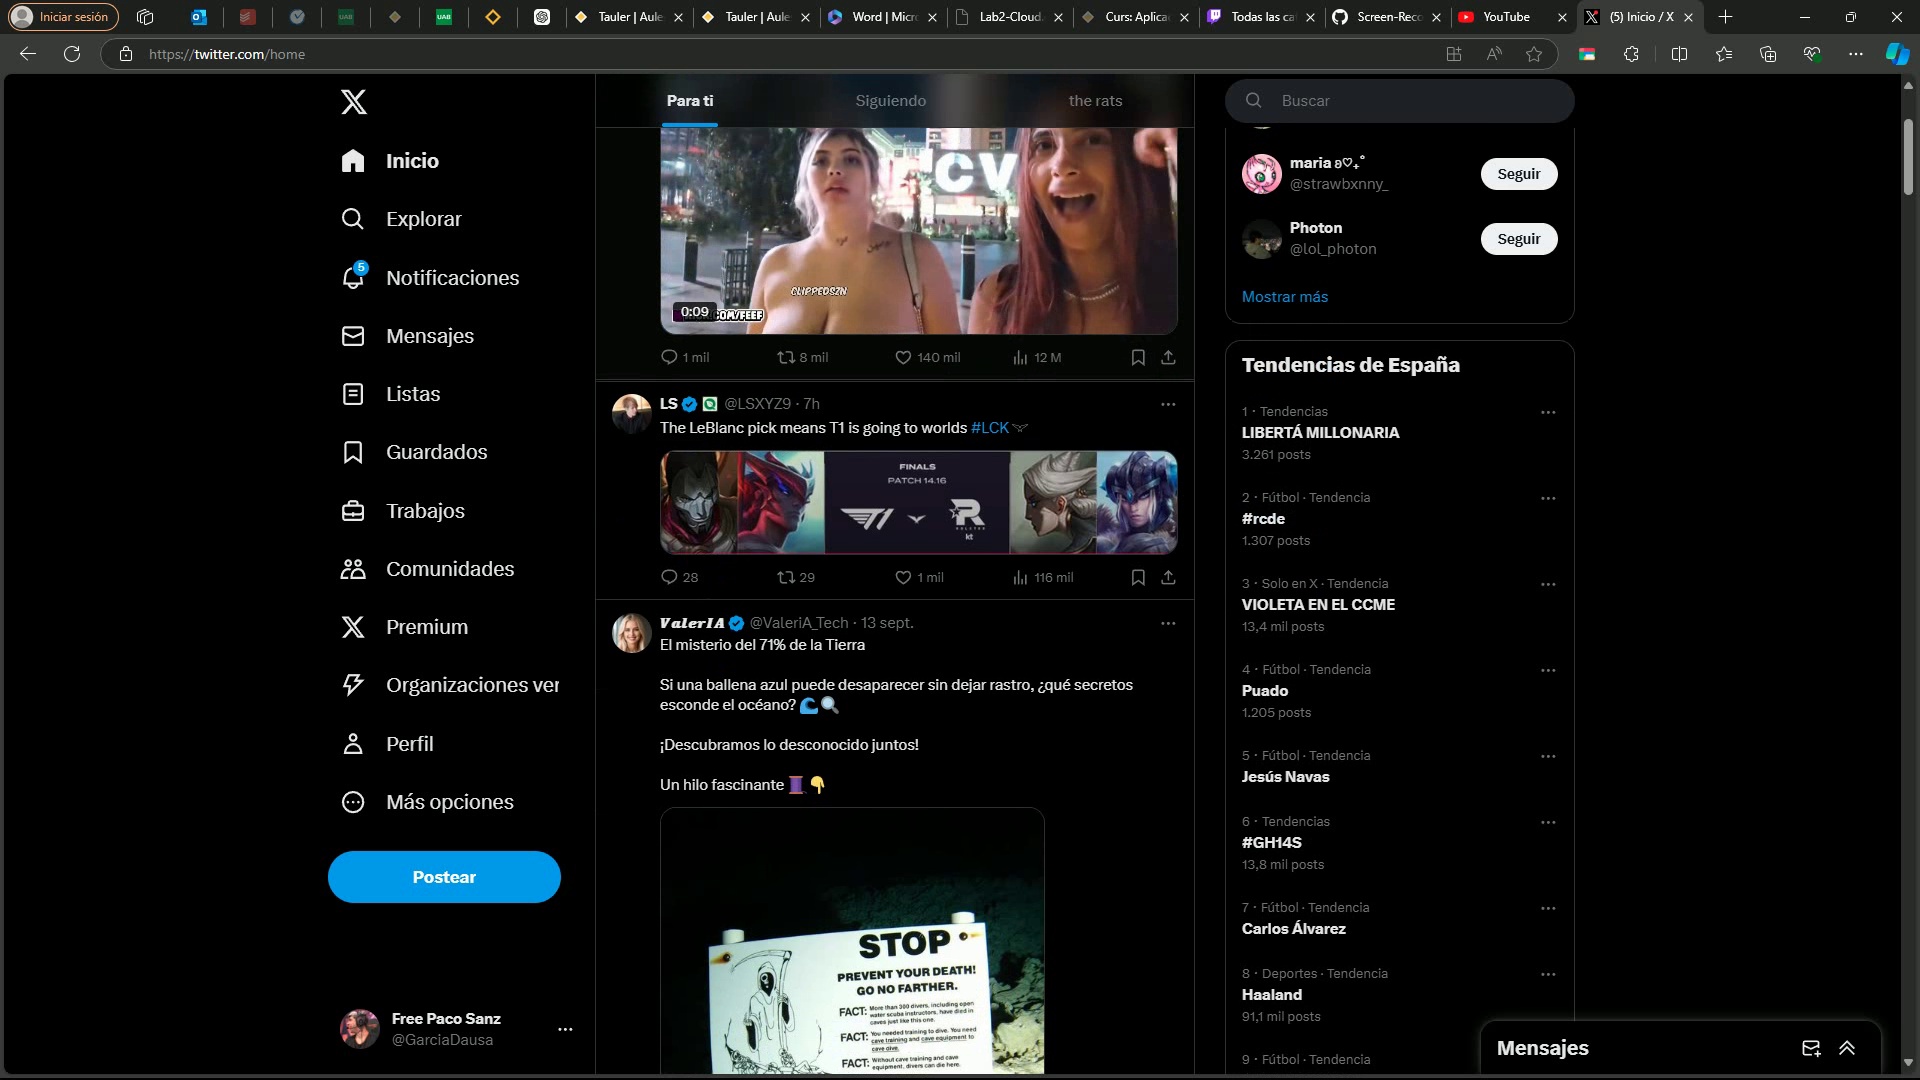 Iniciar sesión
Tauler | Aule
Tauler | Aule
Word | Micro
Lab2-Cloud.
Curs: Aplica
Todas las ca
Screen-Reco
YouTube
(5) Inicio / X
https://twitter.com/home
Inicio
Explorar
5
Notificaciones
Mensajes
Listas
Guardados
Trabajos
Comunidades
Premium
Organizaciones ver
Perfil
Más opciones
Postear
Free Paco Sanz
@GarciaDausa
Para ti
Siguiendo
the rats
CV
CLIPPEDSZN
0:09
.COM/FEEF
1 mil
8 mil
140 mil
12 M
LS @LSXYZ9 · 7h
The LeBlanc pick means T1 is going to worlds #LCK
FINALS
PATCH 14.16
T1
kt
28
29
1 mil
116 mil
ValerIA @ValeriA_Tech · 13 sept.
El misterio del 71% de la Tierra
Si una ballena azul puede desaparecer sin dejar rastro, ¿qué secretos
esconde el océano? 🌊🔍
¡Descubramos lo desconocido juntos!
Un hilo fascinante 🧵👇
STOP
PREVENT YOUR DEATH!
GO NO FARTHER.
FACT: More than 300 divers, including open
water scuba instructors, have died in
caves just like this one.
FACT: You needed training to dive. You need
cave training and cave equipment to
cave dive.
FACT: Without cave training and cave
equipment, divers can die here.
Buscar
maria ʚ♡₊˚
@strawbxnny_
Seguir
Photon
@lol_photon
Seguir
Mostrar más
Tendencias de España
1 · Tendencias
LIBERTÁ MILLONARIA
3.261 posts
2 · Fútbol · Tendencia
#rcde
1.307 posts
3 · Solo en X · Tendencia
VIOLETA EN EL CCME
13,4 mil posts
4 · Fútbol · Tendencia
Puado
1.205 posts
5 · Fútbol · Tendencia
Jesús Navas
6 · Tendencias
#GH14S
13,8 mil posts
7 · Fútbol · Tendencia
Carlos Álvarez
8 · Deportes · Tendencia
Haaland
91,1 mil posts
9 · Fútbol · Tendencia
Mensajes